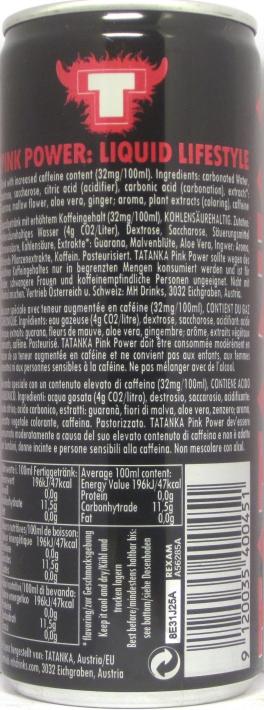 T
PINK POWER: LIQUID LIFESTYLE
with increased caffeine content (32mg/100ml). Ingredients: carbonated Water,
saccharose, citric acid (acidifier), carbonic acid (carbonation), extracts*:
mallow flower, aloe vera, ginger; aroma, plant extracts (coloring), caffeine
mit erhöhtem Koffeingehalt (32mg/100ml). KOHLENSÄUREHALTIG. Zutaten:
Wasser (4g CO2/Liter), Dextrose, Saccharose, Säuerungsmittel
Kohlensäure, Extrakte*: Guarana, Malvenblüte, Aloe Vera, Ingwer; Aroma,
Pflanzenextrakte, Koffein. Pasteurisiert. TATANKA Pink Power sollte wegen des
Koffeingehaltes nur in begrenzten Mengen konsumiert werden und ist für
schwangere Frauen und koffeinempfindliche Personen ungeeignet. Nicht mit
mischen. Vertrieb Österreich u. Schweiz: MH Drinks, 3032 Eichgraben, Austria
spéciale avec teneur augmentée en caféine (32mg/100ml). CONTIENT DU GAZ
eau gazeuse (4g CO2/litre), dextrose, saccharose, acidifiant: acide
extraits: guarana, fleurs de mauve, aloe vera, gingembre; arôme, extraits végétaux
caféine. Pasteurisé. TATANKA Pink Power doit être consommée modérément en
de sa teneur augmentée en caféine et ne convient pas aux enfants, aux femmes
ni aux personnes sensibles à la caféine. Ne pas mélanger avec de l'alcool.
speciale con un contenuto elevato di caffeina (32mg/100ml). CONTIENE ACIDO
Ingredienti: acqua gasata (4g CO2/litro), destrosio, saccarosio, acidificante:
acido carbonico, estratti: guaranà, fiori di malva, aloe vera, zenzero; aroma,
vegetale colorante, caffeina. Pastorizzata. TATANKA Pink Power dev'essere
moderatamente a causa del suo elevato contenuto di caffeina e non è adatta
donne incinte e persone sensibili alla caffeina. Non mescolare con alcol.
100ml Fertiggetränk:
196kJ/47kcal
0,0g
11,5g
0,0g
Average 100ml content:
Energy Value 196kJ/47kcal
Protein 0,0g
Carbonhytrade 11,5g
Fat 0,0g
100ml de boisson:
196kJ/47kcal
0,0g
11,5g
0,0g
100ml di bevanda:
196kJ/47kcal
0,0g
11,5g
0,0g
* flavoring/zur Geschmacksgebung
Keep it cool and dry/Kühl und
trocken lagern
Best before/mindestens haltbar bis:
see bottom/siehe Dosenboden
8E31J25A
REXAM
A56285A
9 120035 400451
hergestellt von: TATANKA, Austria/EU
3032 Eichgraben, Austria